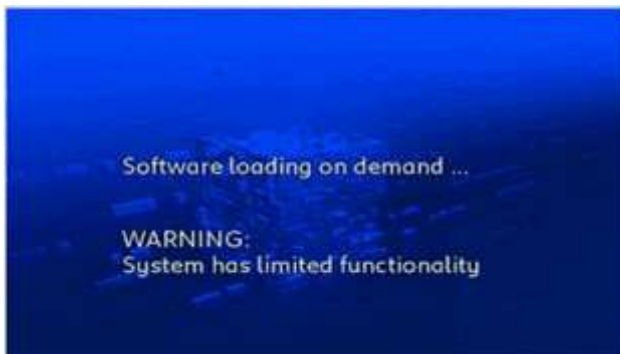 Software loading on demand ...
WARNING:
System has limited functionality